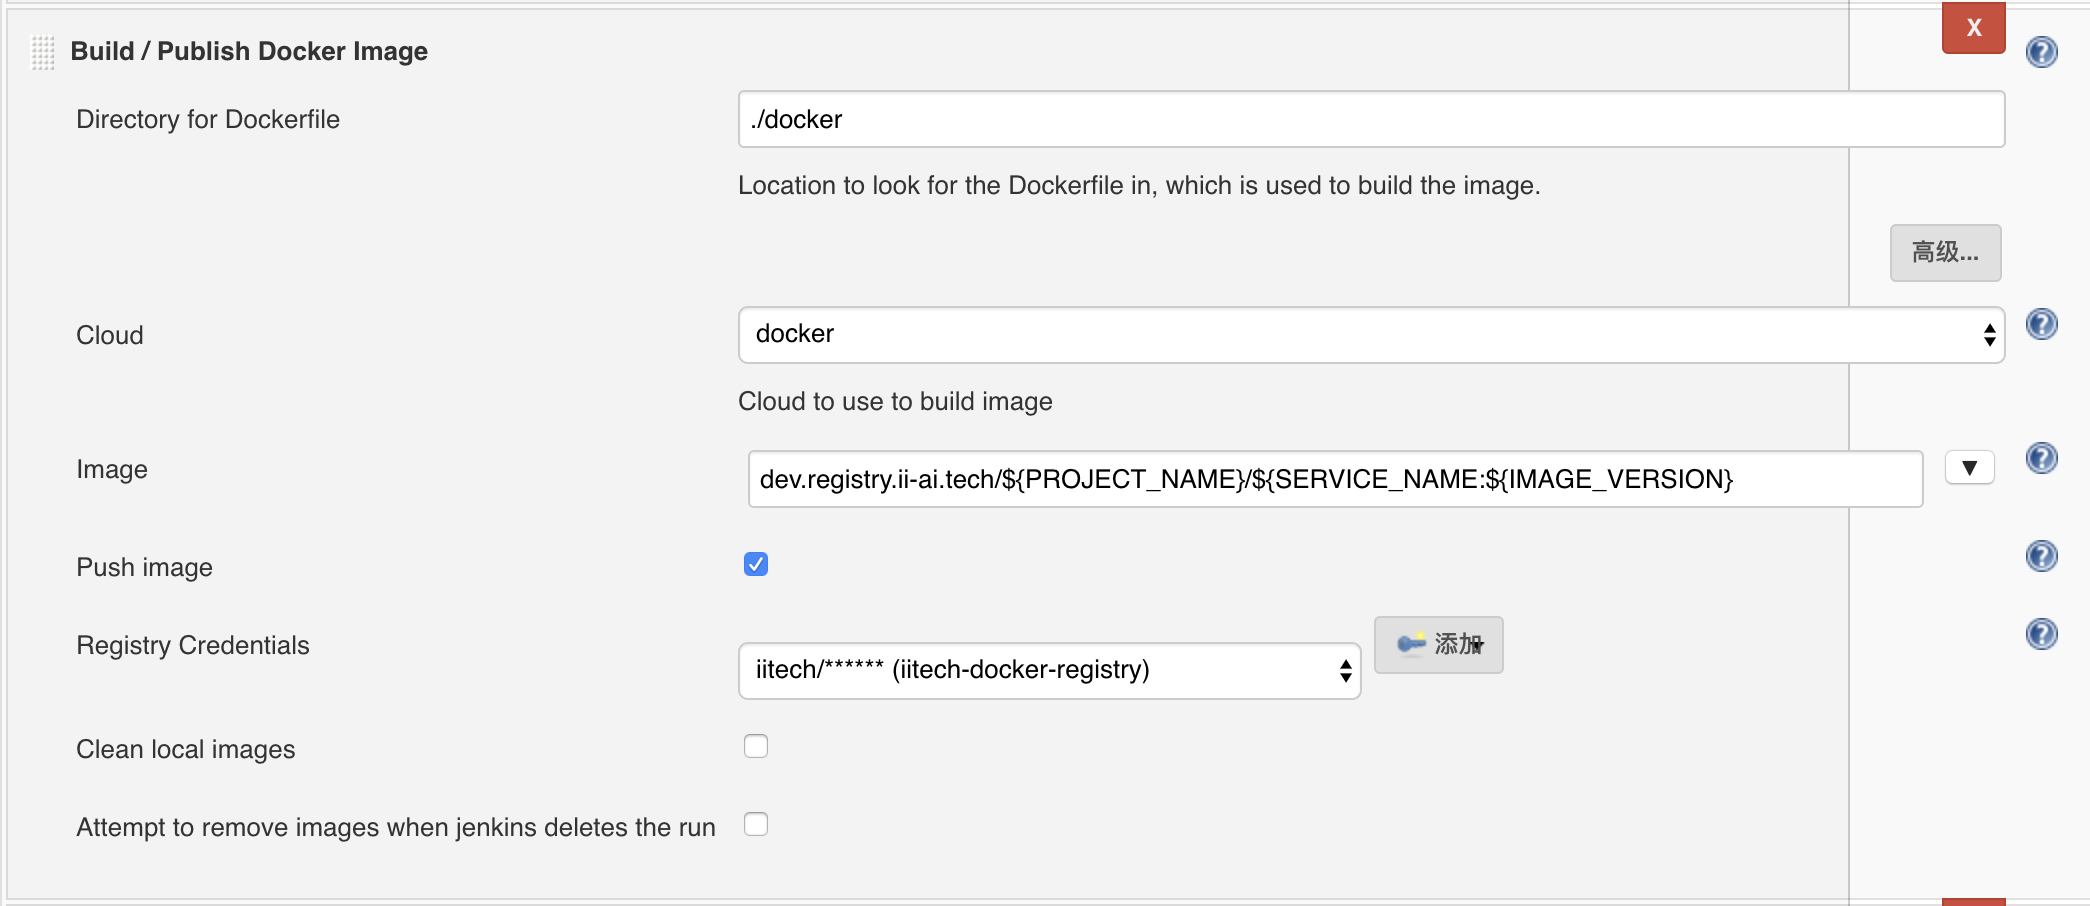 X
Build / Publish Docker Image
Directory for Dockerfile
./docker
Location to look for the Dockerfile in, which is used to build the image.
高级...
Cloud
docker
Cloud to use to build image
Image
dev.registry.ii-ai.tech/${PROJECT_NAME}/${SERVICE_NAME:${IMAGE_VERSION}
Push image
Registry Credentials
iitech/****** (iitech-docker-registry)
添加
Clean local images
Attempt to remove images when jenkins deletes the run